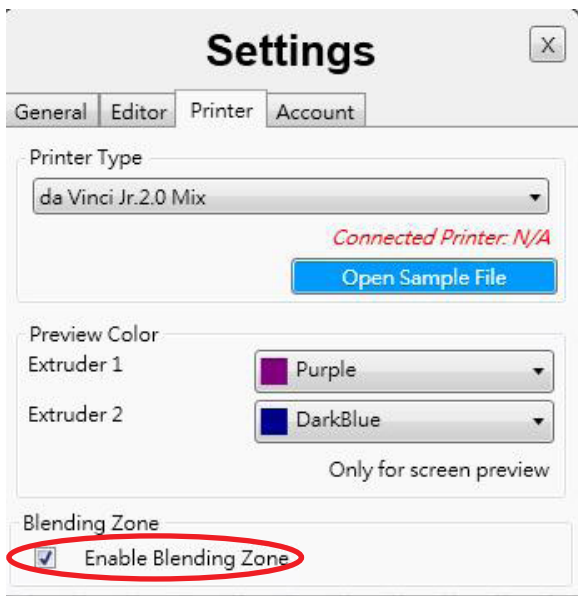 Settings
X
General Editor Printer Account
Printer Type
da Vinci Jr.2.0 Mix
Connected Printer: N/A
Open Sample File
Preview Color
Extruder 1 Purple
Extruder 2 DarkBlue
Only for screen preview
Blending Zone
Enable Blending Zone